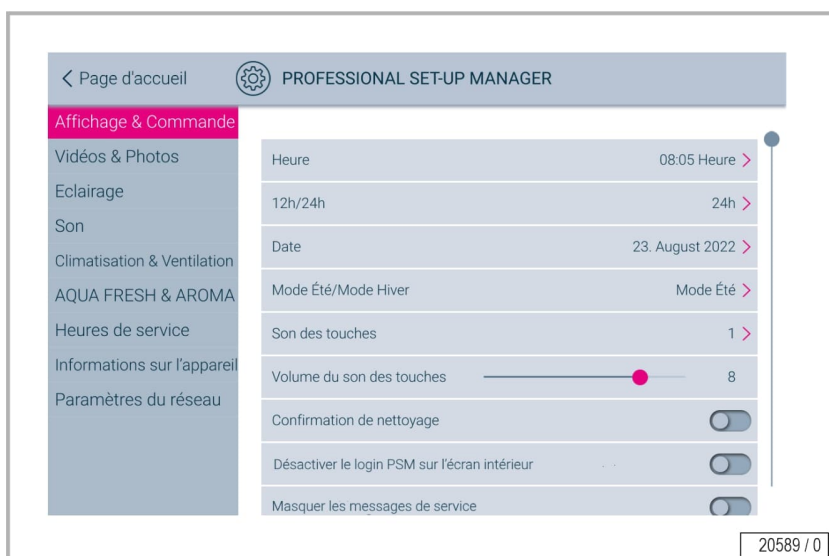 Page d'accueil
PROFESSIONAL SET-UP MANAGER
Affichage & Commande
Vidéos & Photos
Eclairage
Son
Climatisation & Ventilation
AQUA FRESH & AROMA
Heures de service
Informations sur l'appareil
Paramètres du réseau
Heure 08:05 Heure
12h/24h 24h
Date 23. August 2022
Mode Été/Mode Hiver Mode Été
Son des touches 1
Volume du son des touches 8
Confirmation de nettoyage
Désactiver le login PSM sur l'écran intérieur
Masquer les messages de service
20589 / 0